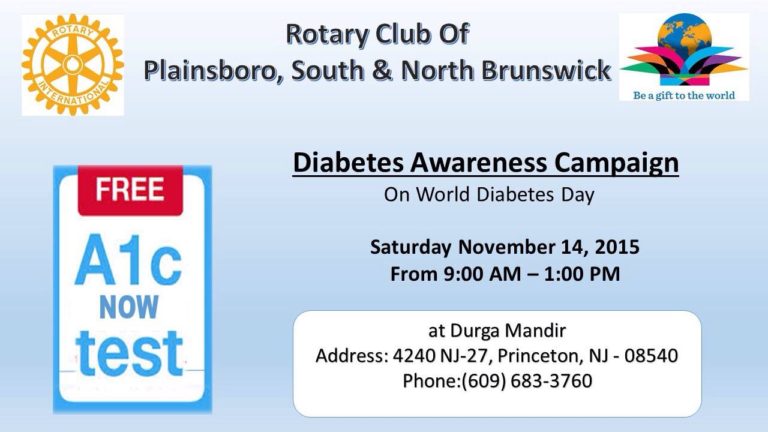 ROTARY
INTERNATIONAL
Rotary Club Of
Plainsboro, South & North Brunswick
Be a gift to the world
Diabetes Awareness Campaign
On World Diabetes Day
Saturday November 14, 2015
From 9:00 AM – 1:00 PM
FREE
A1c
NOW
test
at Durga Mandir
Address: 4240 NJ-27, Princeton, NJ - 08540
Phone:(609) 683-3760